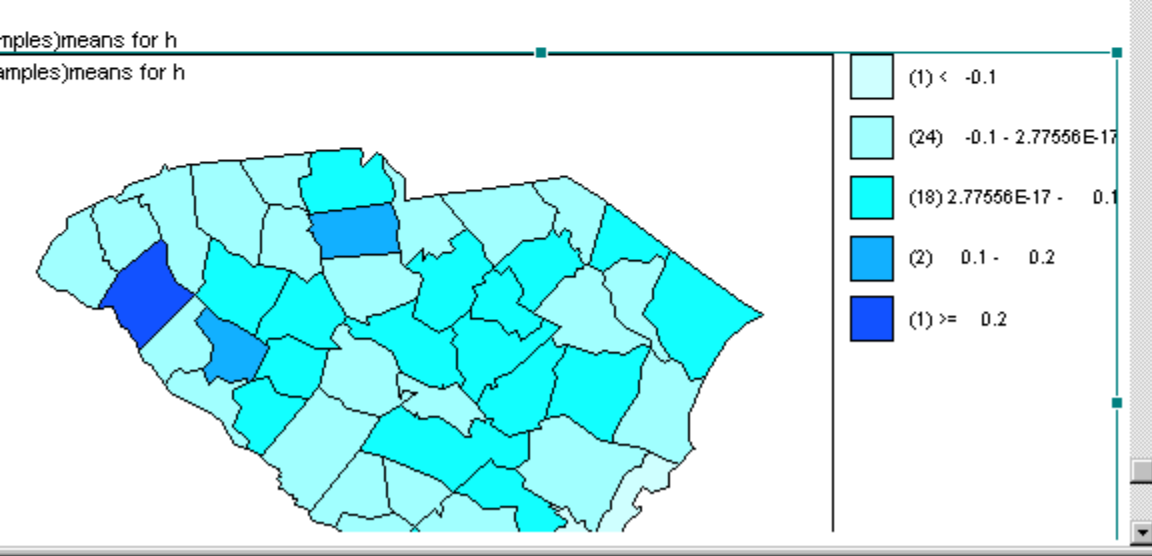 mples)means for h
amples)means for h
(1) < -0.1
(24) -0.1 - 2.77556E-17
(18) 2.77556E-17 - 0.1
(2) 0.1 - 0.2
(1) >= 0.2